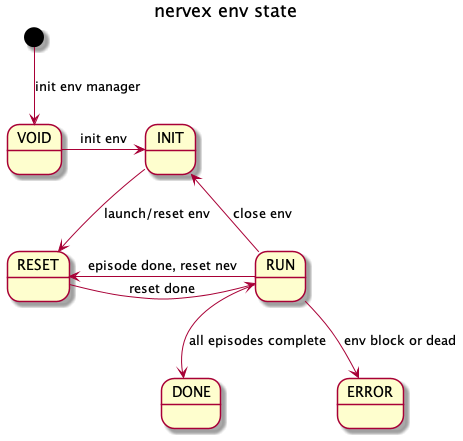 nervex env state
init env manager
VOID
init env
INIT
launch/reset env
close env
RESET
episode done, reset nev
RUN
reset done
all episodes complete
env block or dead
DONE
ERROR